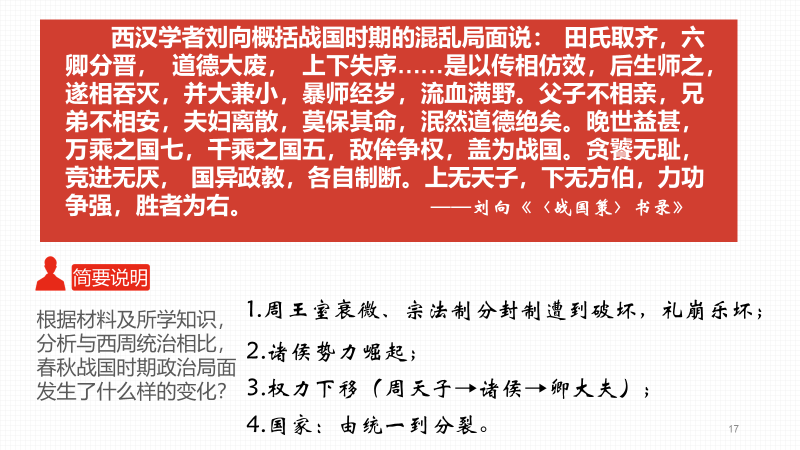 西汉学者刘向概括战国时期的混乱局面说： 田氏取齐，六
卿分晋， 道德大废， 上下失序……是以传相仿效，后生师之，
遂相吞灭，并大兼小，暴师经岁，流血满野。父子不相亲，兄
弟不相安，夫妇离散，莫保其命，泯然道德绝矣。晚世益甚，
万乘之国七，千乘之国五，敌侔争权，盖为战国。贪饕无耻，
竞进无厌， 国异政教，各自制断。上无天子，下无方伯，力功
争强，胜者为右。
——刘向《〈战国策〉书录》
简要说明
根据材料及所学知识，
分析与西周统治相比，
春秋战国时期政治局面
发生了什么样的变化？
1.周王室衰微、宗法制分封制遭到破坏，礼崩乐坏；
2.诸侯势力崛起；
3.权力下移（周天子→诸侯→卿大夫）；
4.国家：由统一到分裂。
17